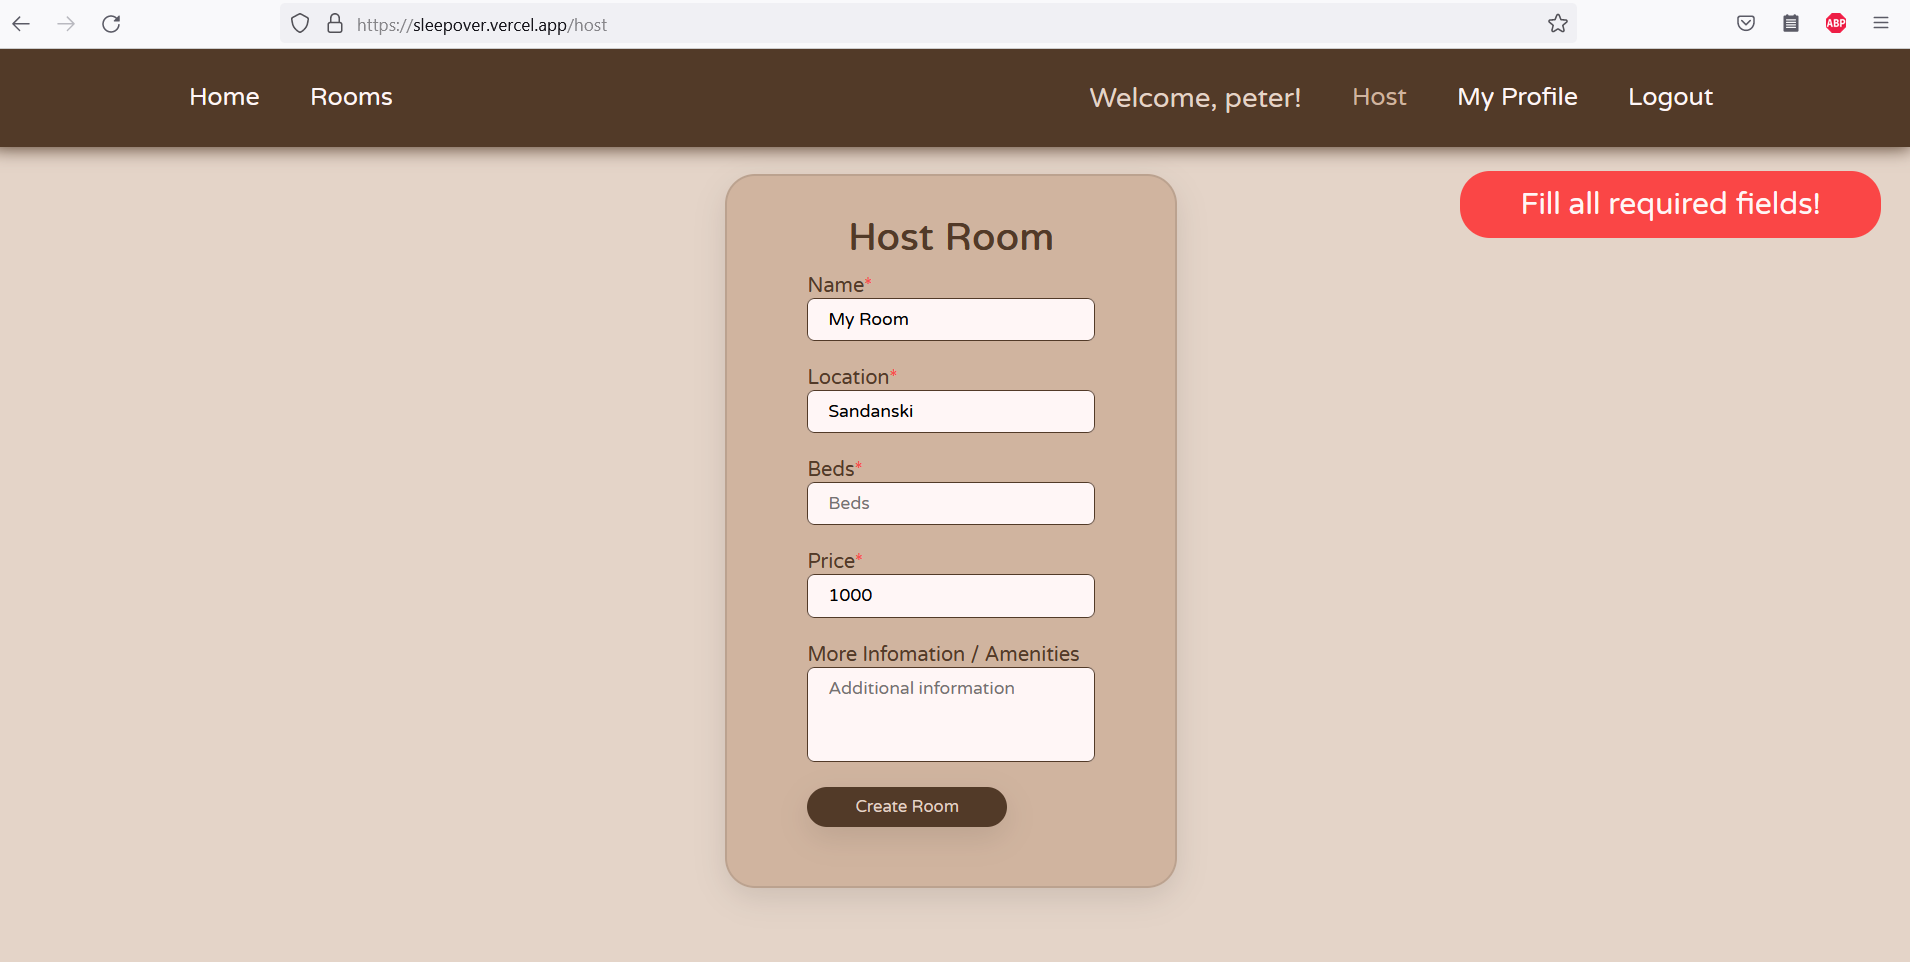 https://sleepover.vercel.app/host
ABP
Home Rooms Welcome, peter! Host My Profile Logout
Fill all required fields!
Host Room
Name*
My Room
Location*
Sandanski
Beds*
Beds
Price*
1000
More Infomation / Amenities
Additional information
Create Room